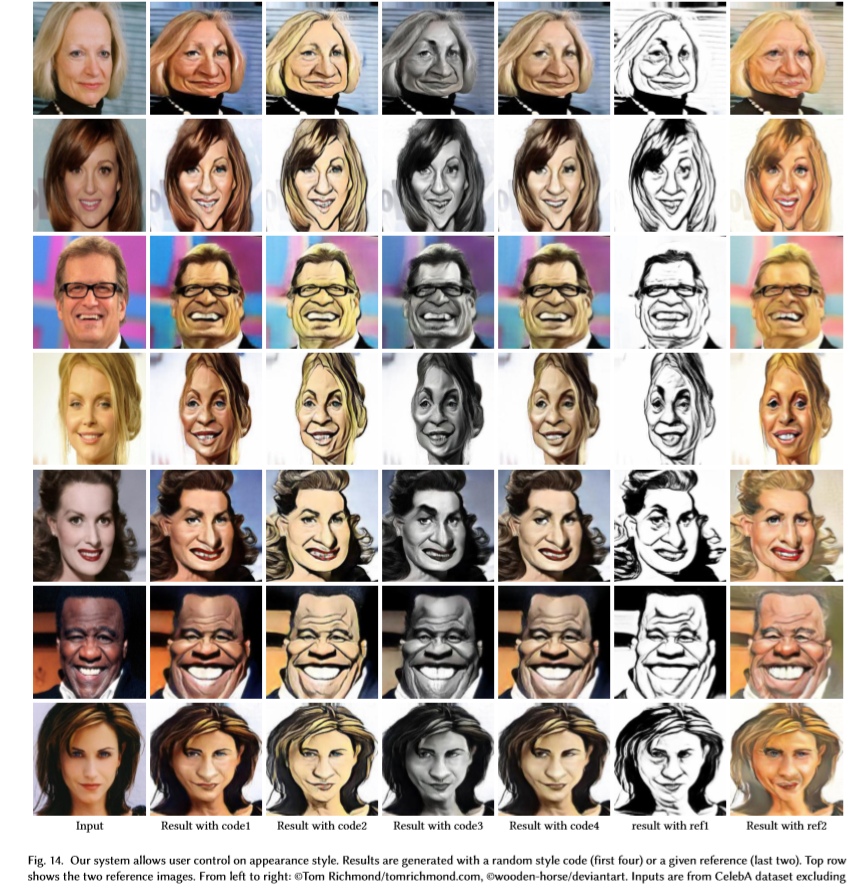 Input Result with code1 Result with code2 Result with code3 Result with code4 result with ref1 Result with ref2
Fig. 14. Our system allows user control on appearance style. Results are generated with a random style code (first four) or a given reference (last two). Top row
shows the two reference images. From left to right: ©Tom Richmond/tomrichmond.com, ©wooden-horse/deviantart. Inputs are from CelebA dataset excluding